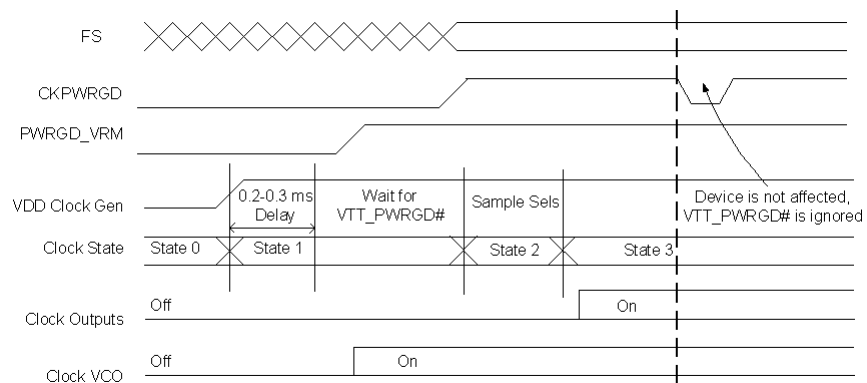 FS
CKPWRGD
PWRGD_VRM
VDD Clock Gen
0.2-0.3 ms
Delay
Wait for
VTT_PWRGD#
Sample Sels
Device is not affected,
VTT_PWRGD# is ignored
Clock State
State 0
State 1
State 2
State 3
Clock Outputs
Off
On
Clock VCO
Off
On